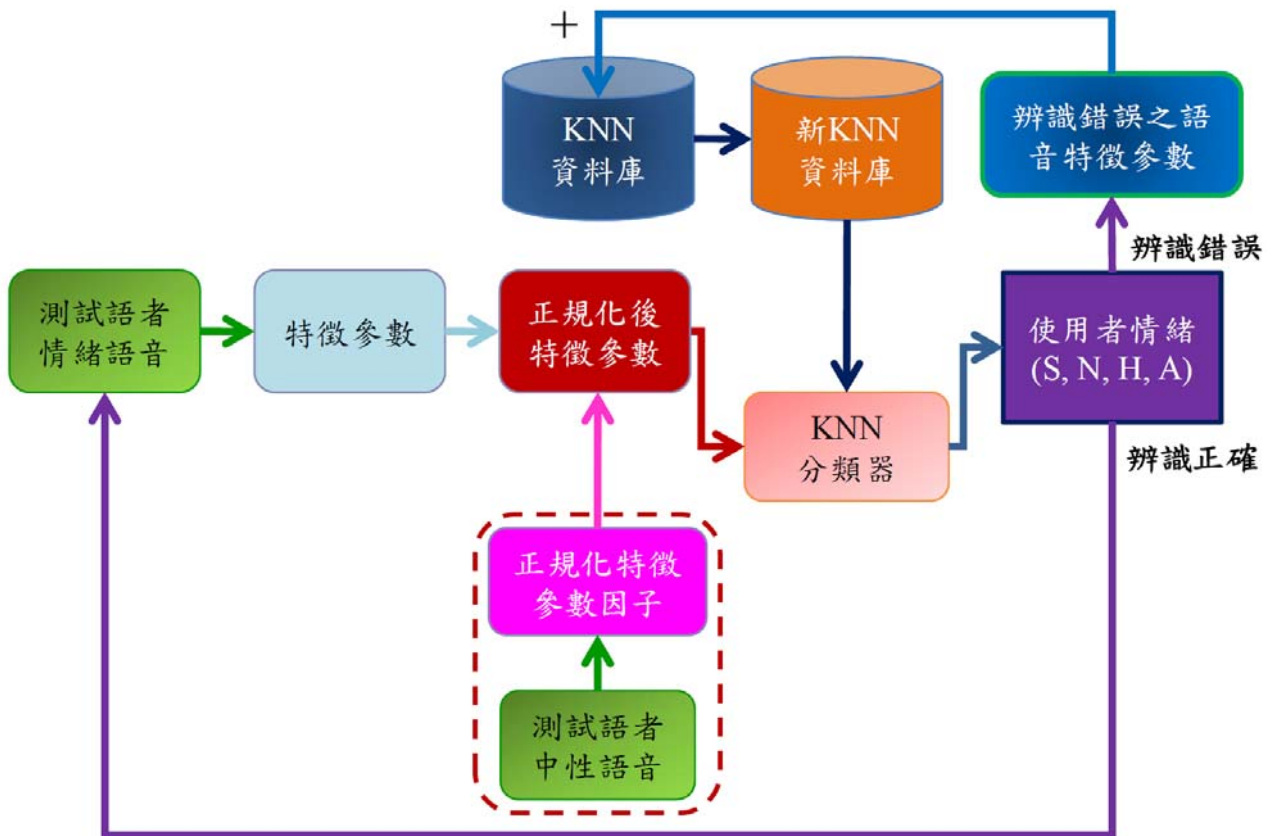 +
KNN
資料庫
新KNN
資料庫
辨識錯誤之語
音特徵參數
辨識錯誤
測試語者
情緒語音
特徵參數
正規化後
特徵參數
使用者情緒
(S, N, H, A)
KNN
分類器
辨識正確
正規化特徵
參數因子
測試語者
中性語音